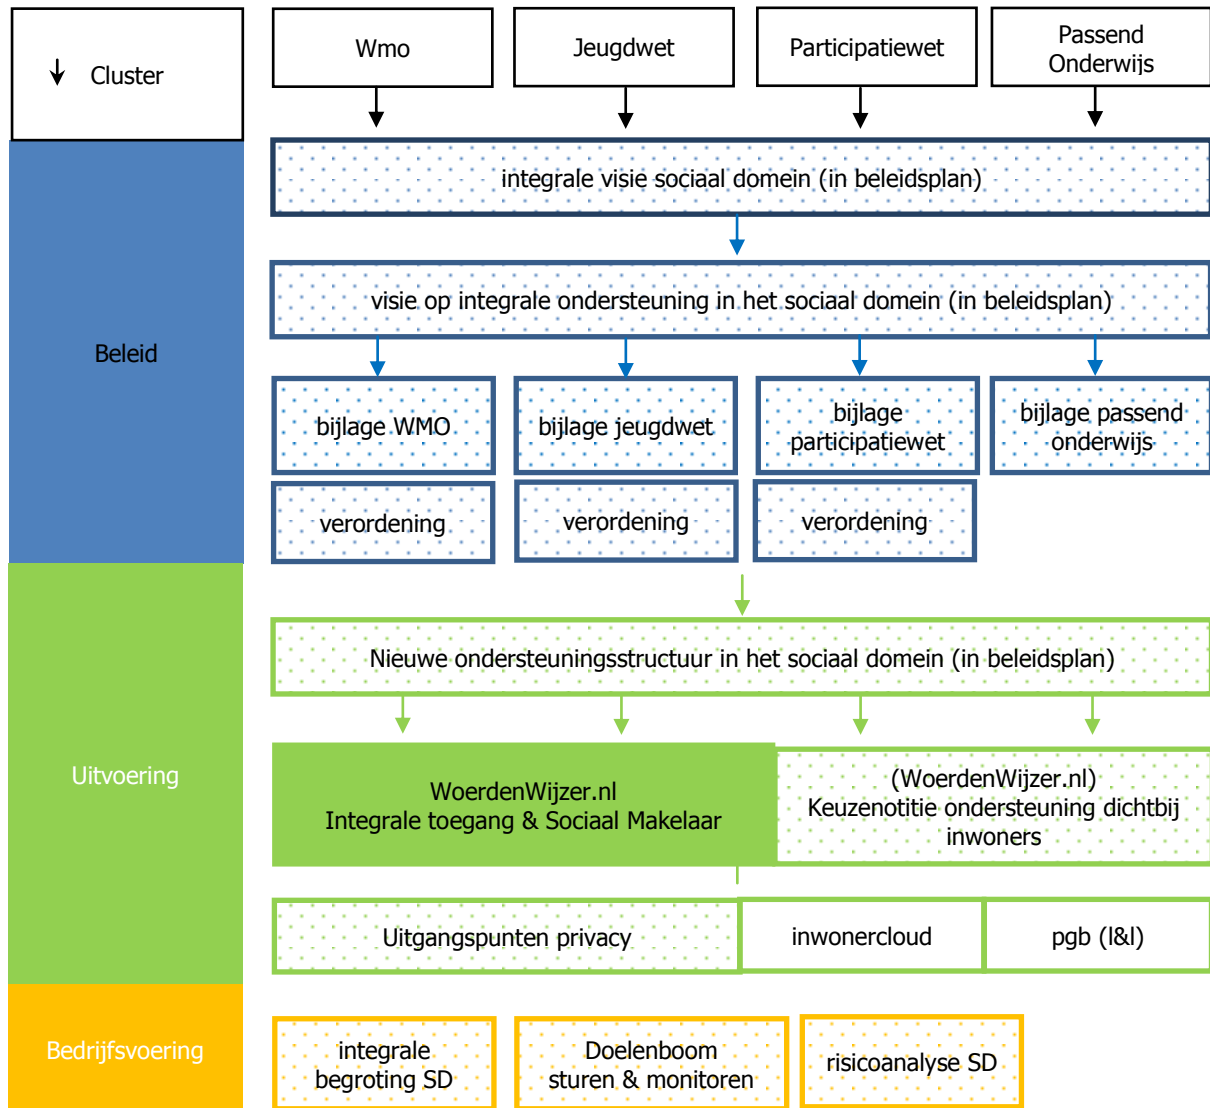 Cluster
Wmo
Jeugdwet
Participatiewet
Passend
Onderwijs
Beleid
integrale visie sociaal domein (in beleidsplan)
visie op integrale ondersteuning in het sociaal domein (in beleidsplan)
bijlage WMO
bijlage jeugdwet
bijlage
participatiewet
bijlage passend
onderwijs
verordening
verordening
verordening
Uitvoering
Nieuwe ondersteuningsstructuur in het sociaal domein (in beleidsplan)
WoerdenWijzer.nl
Integrale toegang & Sociaal Makelaar
(WoerdenWijzer.nl)
Keuzenotitie ondersteuning dichtbij
inwoners
Uitgangspunten privacy
inwonercloud
pgb (l&l)
Bedrijfsvoering
integrale
begroting SD
Doelenboom
sturen & monitoren
risicoanalyse SD